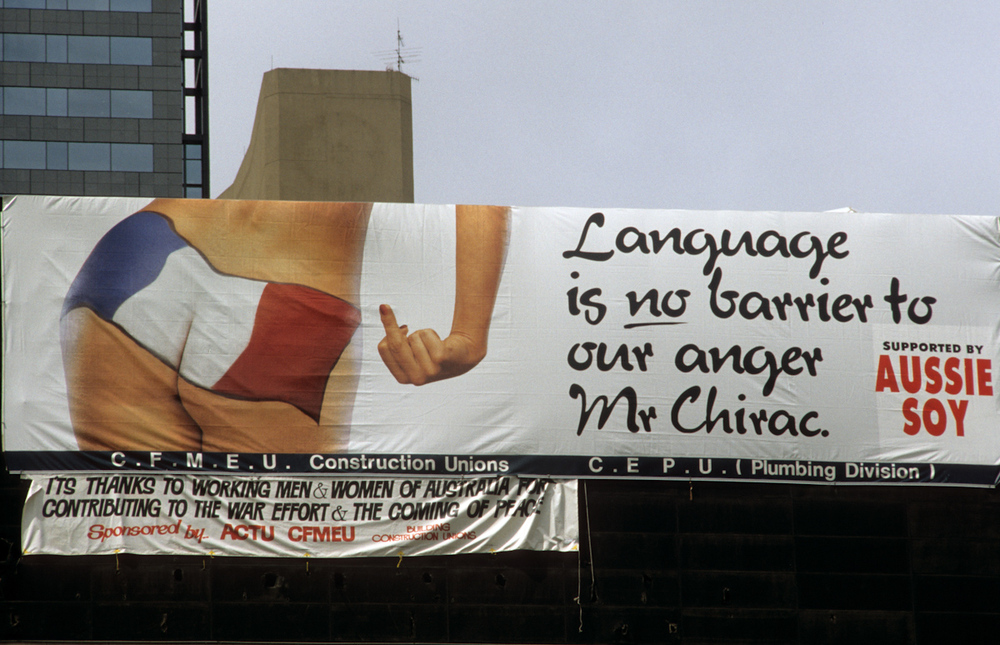 Language
is no barrier to
our anger
Mr Chirac.
SUPPORTED BY
AUSSIE
SOY
C.F.M.E.U. Construction Unions
C.E P.U. (Plumbing Division)
ITS THANKS TO WORKING MEN & WOMEN OF AUSTRALIA FOR
CONTRIBUTING TO THE WAR EFFORT & THE COMING OF PEACE
Sponsored by.. ACTU CFMEU
BUILDING
CONSTRUCTION UNIONS